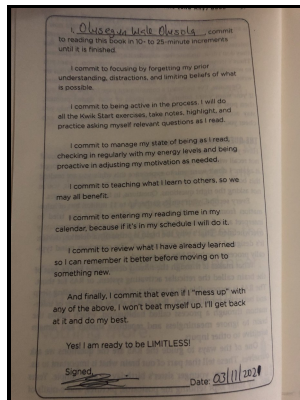 I, Olusegun Wale Olusola, commit
to reading this book in 10- to 25-minute increments
until it is finished.
I commit to focusing by forgetting my prior
understanding, distractions, and limiting beliefs of what
is possible.
I commit to being active in the process. I will do
all the Kwik Start exercises, take notes, highlight, and
practice asking myself relevant questions as I read.
I commit to manage my state of being as I read,
checking in regularly with my energy levels and being
proactive in adjusting my motivation as needed.
I commit to teaching what I learn to others, so we
may all benefit.
I commit to entering my reading time in my
calendar, because if it's in my schedule I will do it.
I commit to review what I have already learned
so I can remember it better before moving on to
something new.
And finally, I commit that even if I "mess up" with
any of the above, I won't beat myself up. I'll get back
at it and do my best.
Yes! I am ready to be LIMITLESS!
Signed,
Date: 03/11/2021